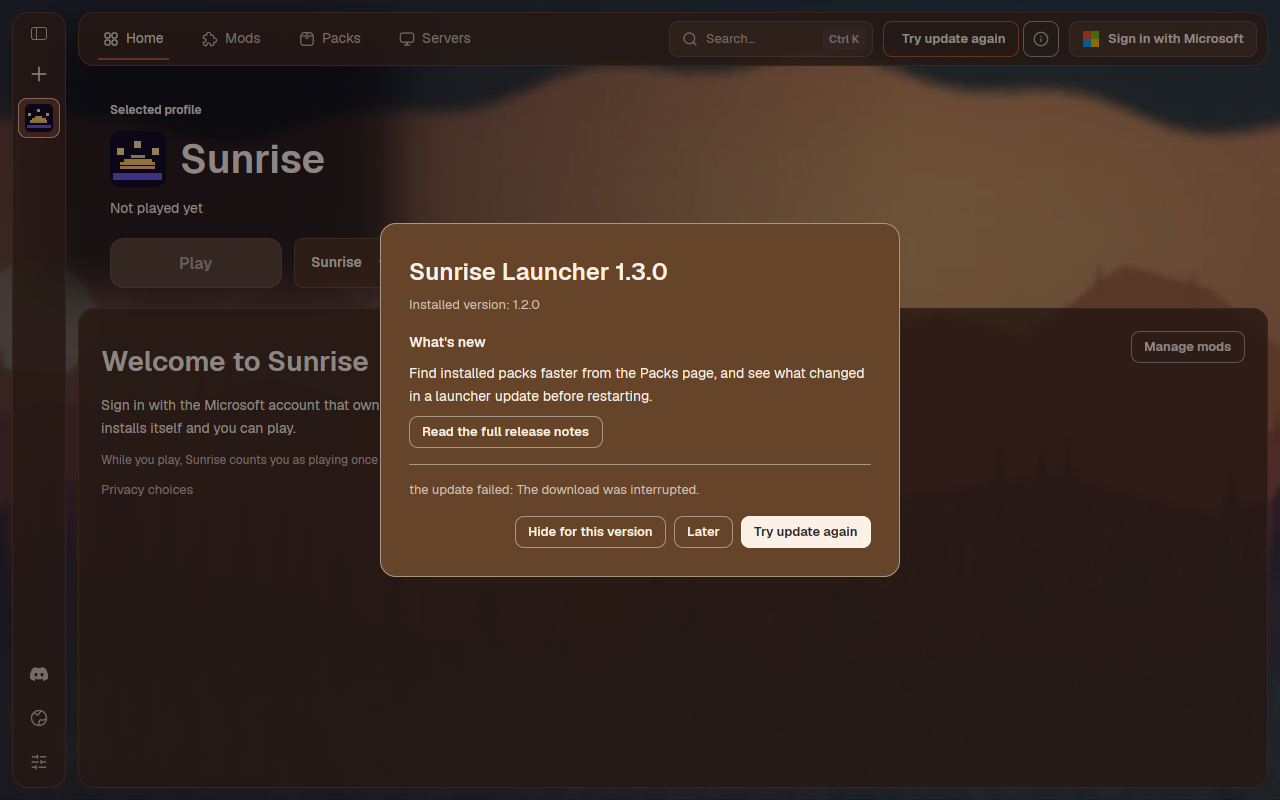 Home
Mods
Packs
Servers
Search...
Ctrl K
Try update again
Sign in with Microsoft
Selected profile
Sunrise
Not played yet
Play
Sunrise
Welcome to Sunrise
Manage mods
Sign in with the Microsoft account that own
installs itself and you can play.
While you play, Sunrise counts you as playing once
Privacy choices
Sunrise Launcher 1.3.0
Installed version: 1.2.0
What's new
Find installed packs faster from the Packs page, and see what changed
in a launcher update before restarting.
Read the full release notes
the update failed: The download was interrupted.
Hide for this version
Later
Try update again